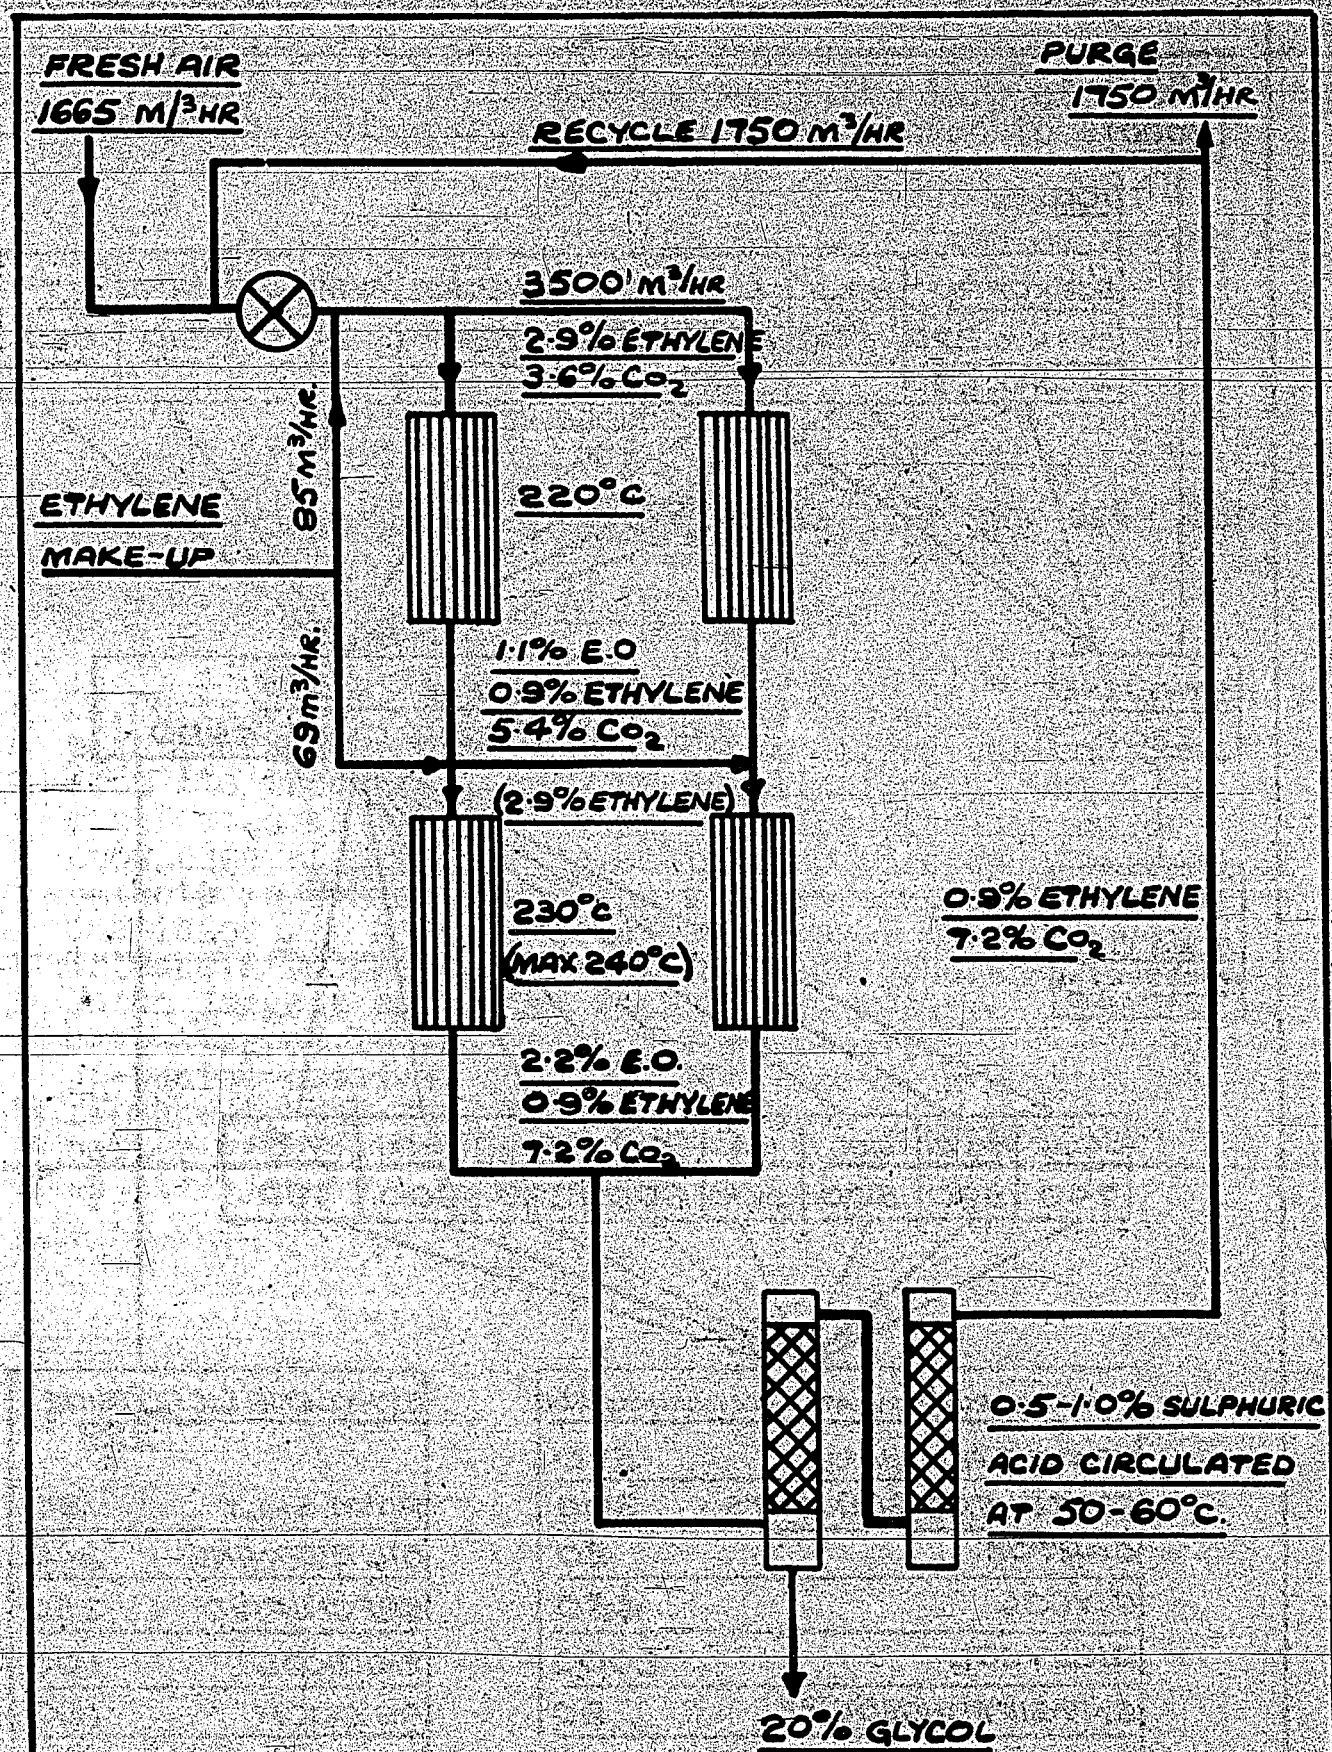 FRESH AIR
1665 M/³HR
PURGE
1750 M³/HR
RECYCLE 1750 M³/HR
3500 M³/HR
2·9% ETHYLENE
3·6% CO₂
85 M³/HR.
ETHYLENE
MAKE-UP
220°C
69 M³/HR.
1·1% E.O
0·9% ETHYLENE
5·4% CO₂
(2·9% ETHYLENE)
230°C
(MAX 240°C)
0·9% ETHYLENE
7·2% CO₂
2·2% E.O.
0·9% ETHYLENE
7·2% CO₂
0·5-1·0% SULPHURIC
ACID CIRCULATED
AT 50-60°C.
20% GLYCOL